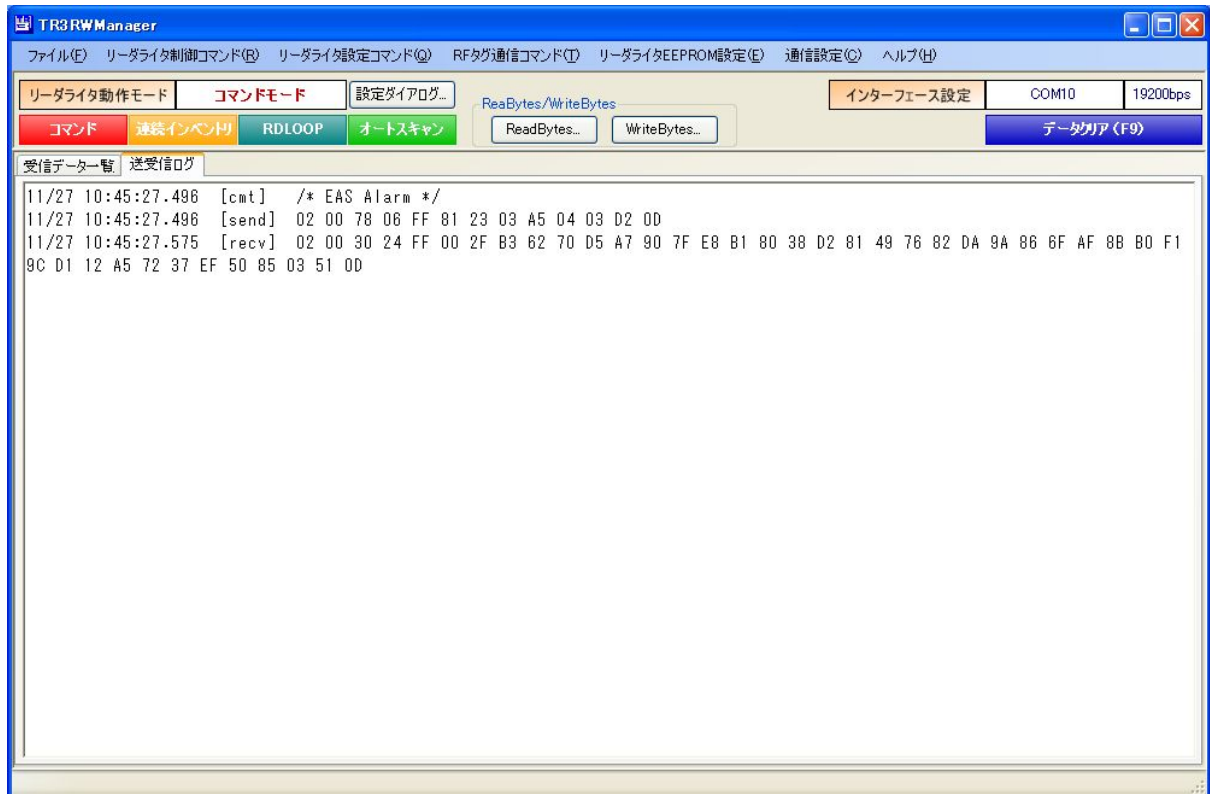 TR3RWManager
ファイル(F) リーダライタ制御コマンド(R) リーダライタ設定コマンド(Q) RFタグ通信コマンド(T) リーダライタEEPROM設定(E) 通信設定(C) ヘルプ(H)
リーダライタ動作モード コマンドモード 設定ダイアログ... ReaBytes/WriteBytes インターフェース設定 COM10 19200bps
コマンド 連続インベントリ RDLOOP オートスキャン ReadBytes... WriteBytes... データクリア(F9)
受信データ一覧 送受信ログ
11/27 10:45:27.496 [cmt] /* EAS Alarm */
11/27 10:45:27.496 [send] 02 00 78 06 FF 81 23 03 A5 04 03 D2 0D
11/27 10:45:27.575 [recv] 02 00 30 24 FF 00 2F B3 62 70 D5 A7 90 7F E8 B1 80 38 D2 81 49 76 82 DA 9A 86 6F AF 8B B0 F1
9C D1 12 A5 72 37 EF 50 85 03 51 0D